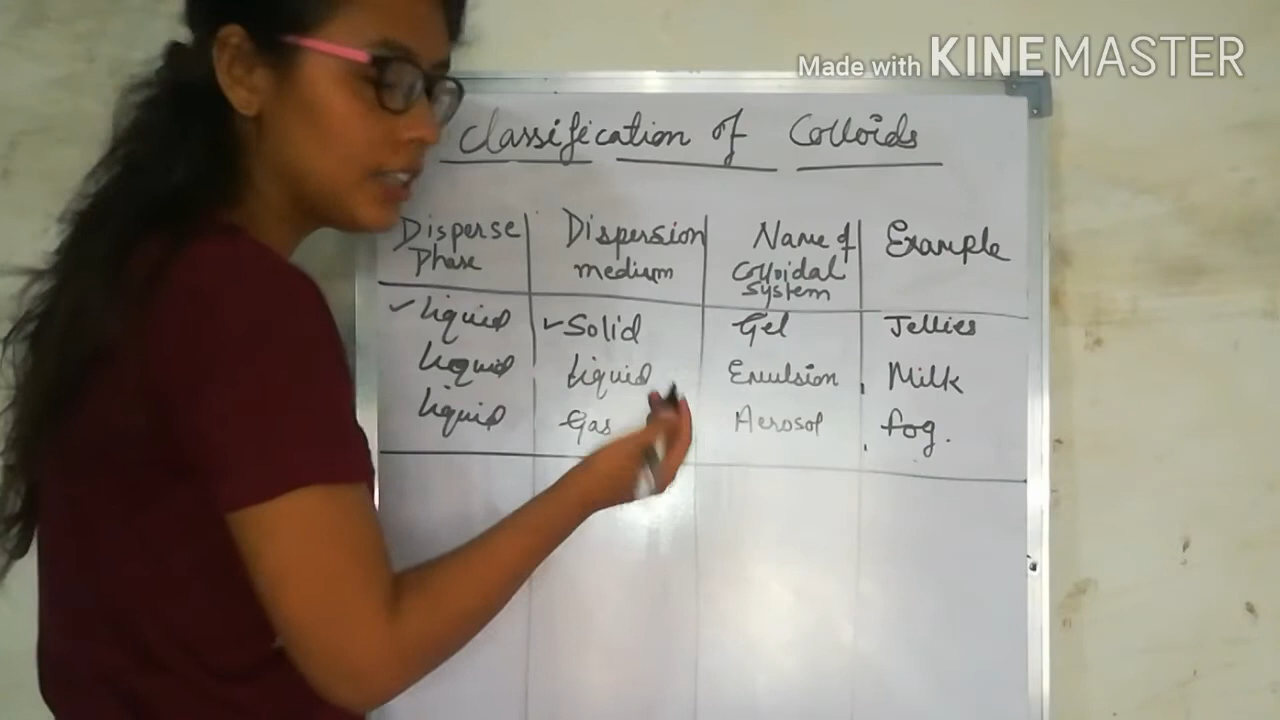 Made with KINEMASTER
Classification of Colloids
Disperse Phase | Dispersion medium | Name of Colloidal System | Example
Liquid | Solid | Gel | Jellies
Liquid | Liquid | Emulsion | Milk
Liquid | Gas | Aerosol | fog.